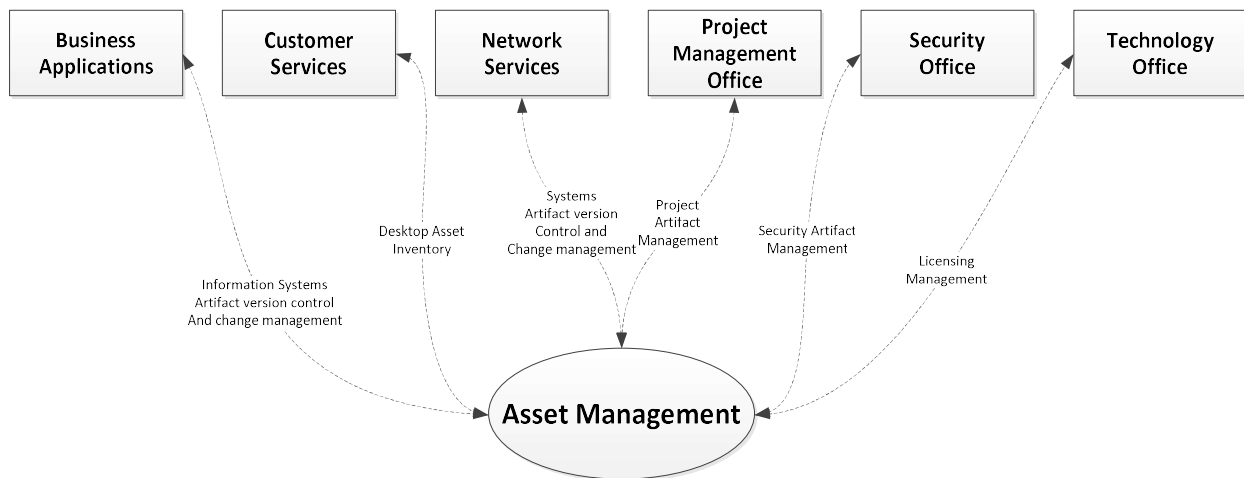 Business
Applications
Customer
Services
Network
Services
Project
Management
Office
Security
Office
Technology
Office
Systems
Artifact version
Control and
Change management
Project
Artifact
Management
Desktop Asset
Inventory
Security Artifact
Management
Licensing
Management
Information Systems
Artifact version control
And change management
Asset Management